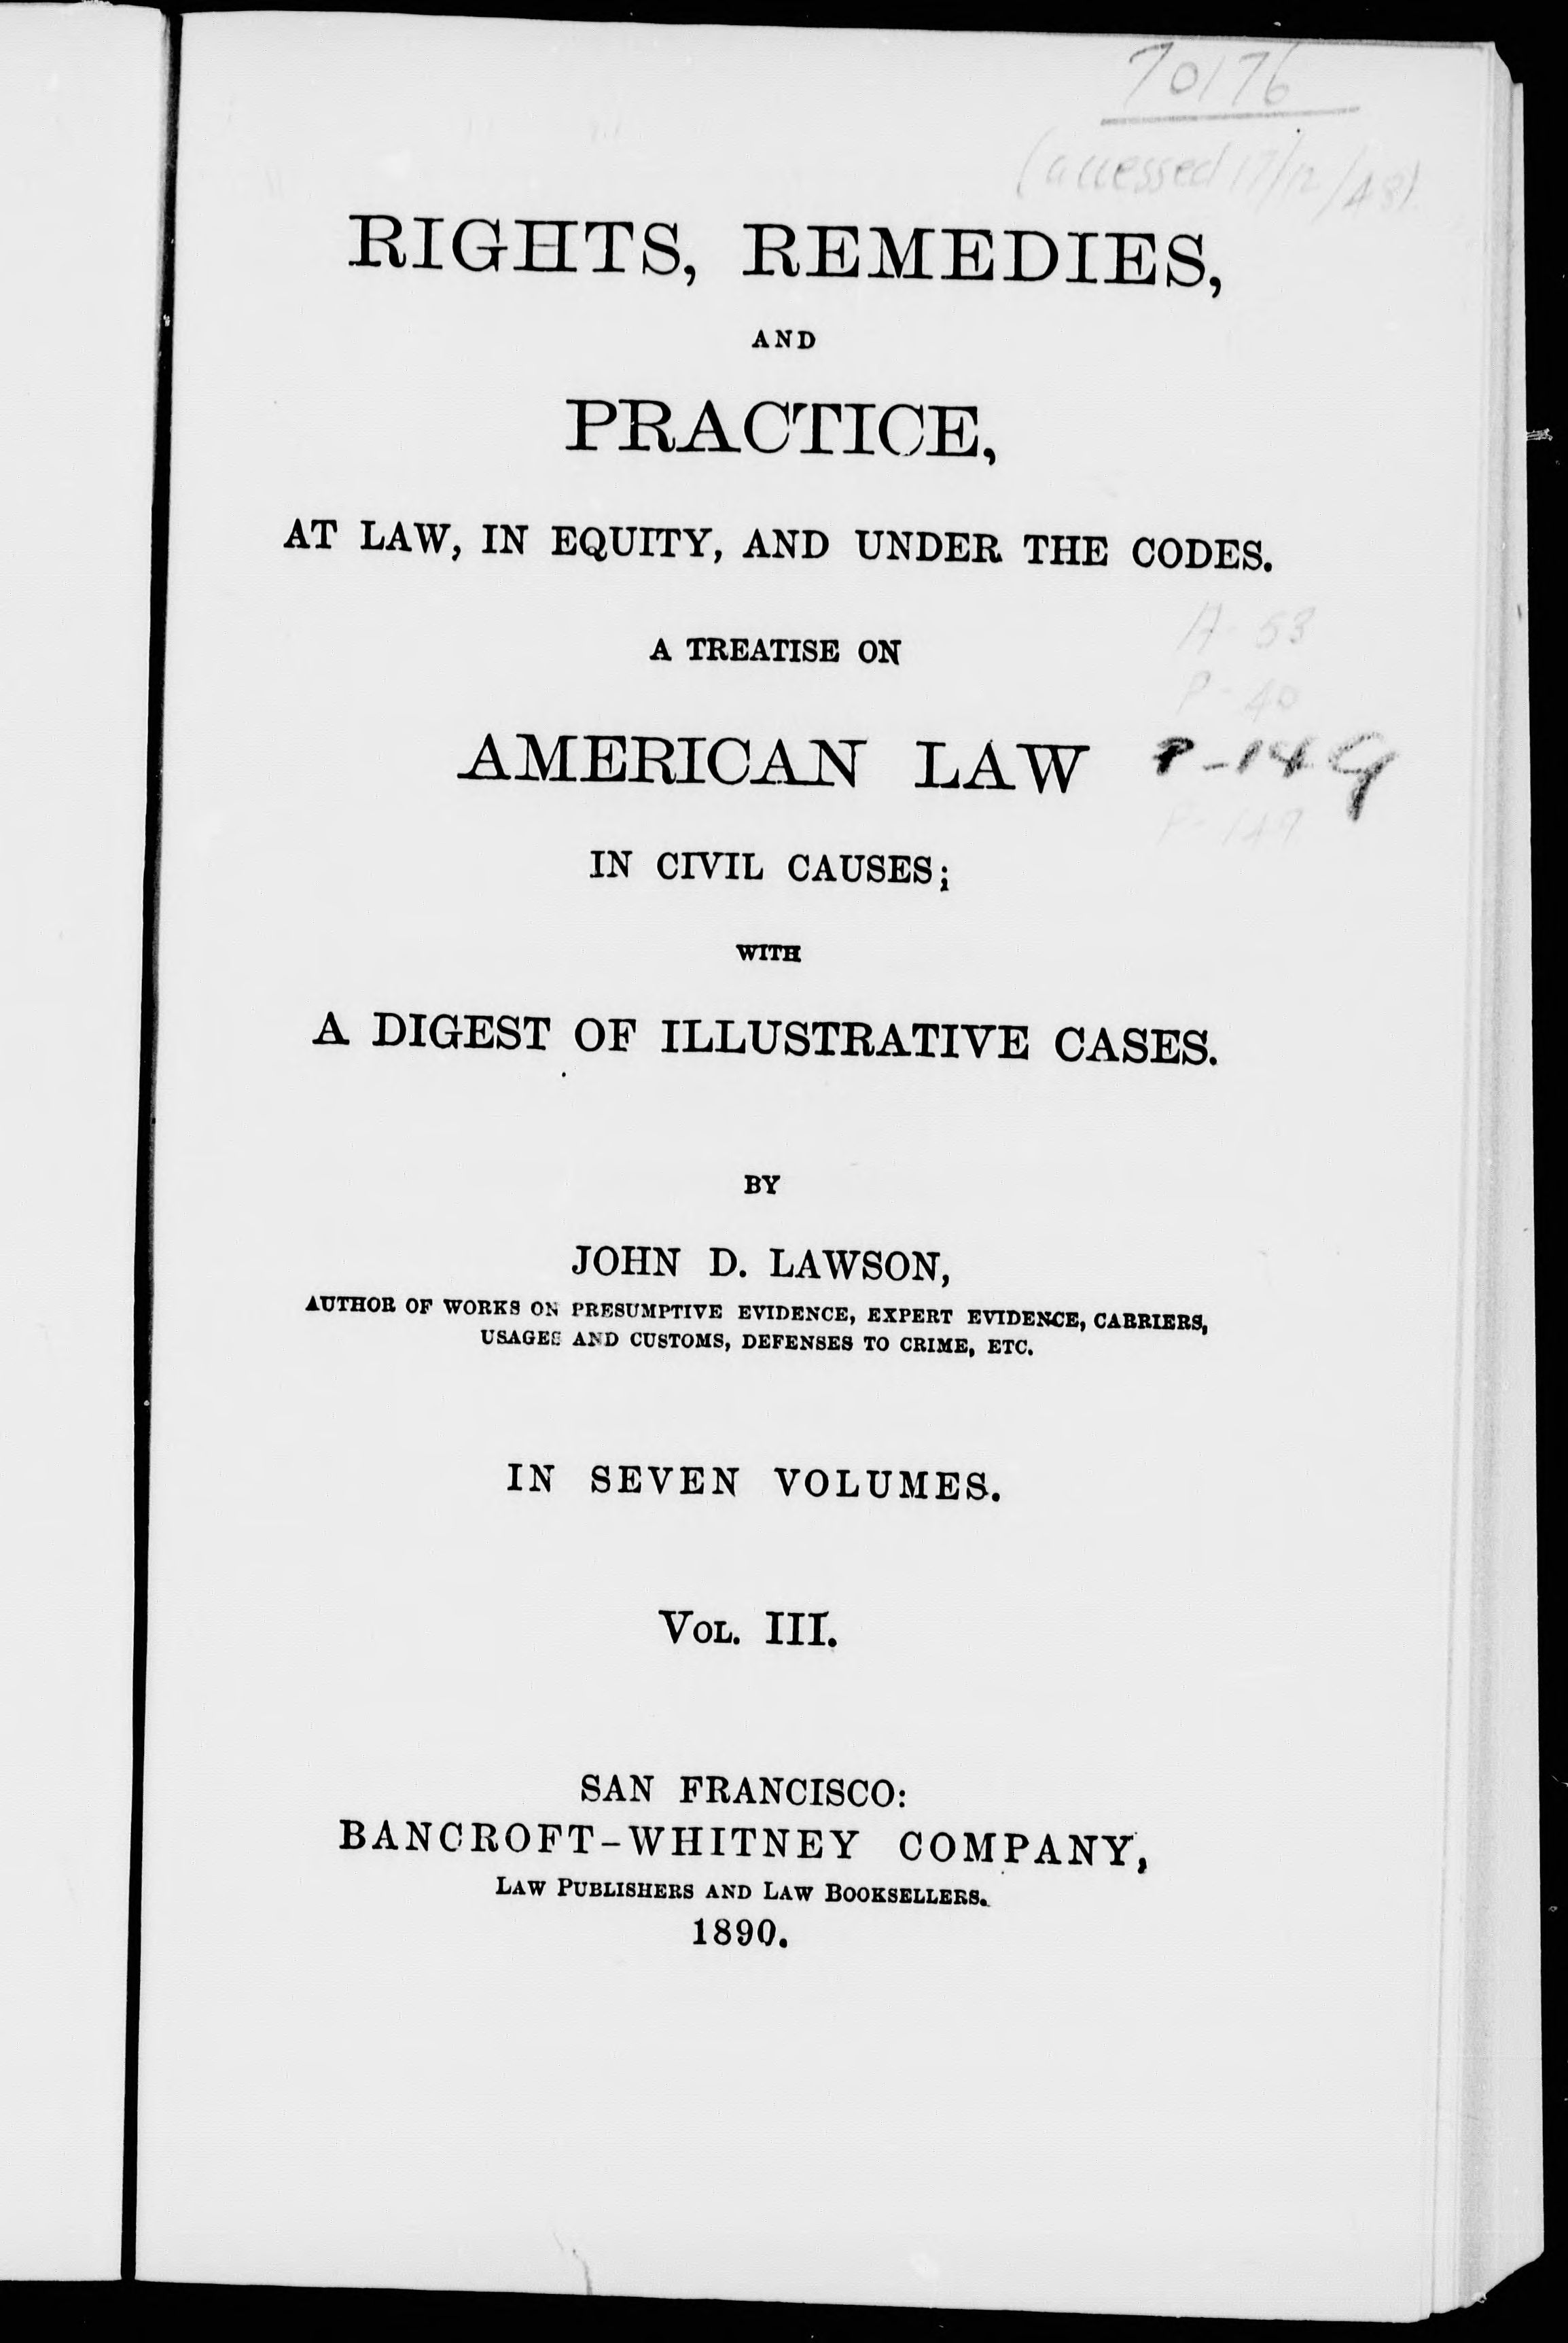 70176
(accessed 17/12/48)
RIGHTS, REMEDIES,
AND
PRACTICE,
AT LAW, IN EQUITY, AND UNDER THE CODES.
A TREATISE ON
A-53
P-40
AMERICAN LAW
P-149
P-149
IN CIVIL CAUSES;
WITH
A DIGEST OF ILLUSTRATIVE CASES.
BY
JOHN D. LAWSON,
AUTHOR OF WORKS ON PRESUMPTIVE EVIDENCE, EXPERT EVIDENCE, CARRIERS,
USAGES AND CUSTOMS, DEFENSES TO CRIME, ETC.
IN SEVEN VOLUMES.
VOL. III.
SAN FRANCISCO:
BANCROFT-WHITNEY COMPANY,
LAW PUBLISHERS AND LAW BOOKSELLERS.
1890.